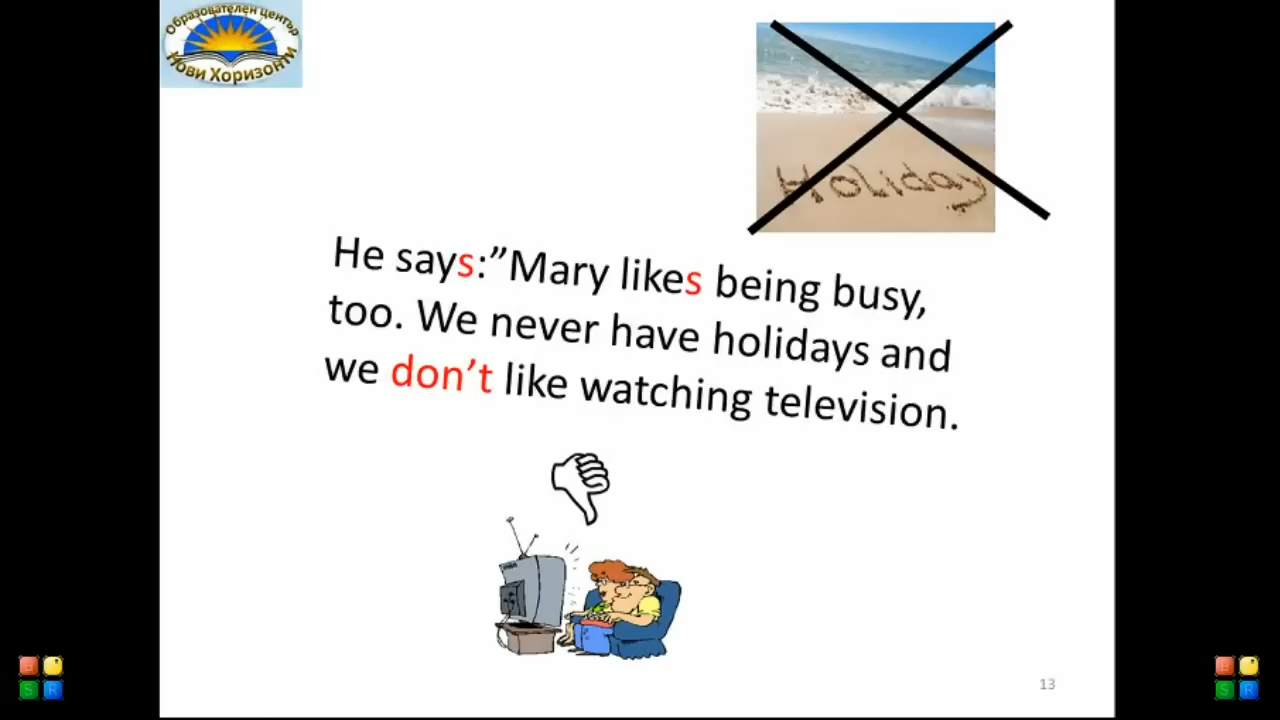 Образователен център
Нови Хоризонти
Holiday
He says:”Mary likes being busy,
too. We never have holidays and
we don’t like watching television.
13
B
S R
B
S R